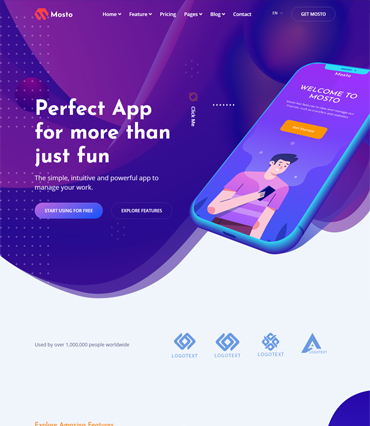 Mosto
Home Feature Pricing Pages Blog Contact
EN
GET MOSTO
Mosto
WELCOME TO
MOSTO
Get Started
Click Me
Perfect App
for more than
just fun
The simple, intuitive and powerful app to
manage your work.
START USING FOR FREE
EXPLORE FEATURES
Used by over 1,000,000 people worldwide
LOGOTEXT
LOGOTEXT
LOGOTEXT
LOGOTEXT
Explore Amazing Features